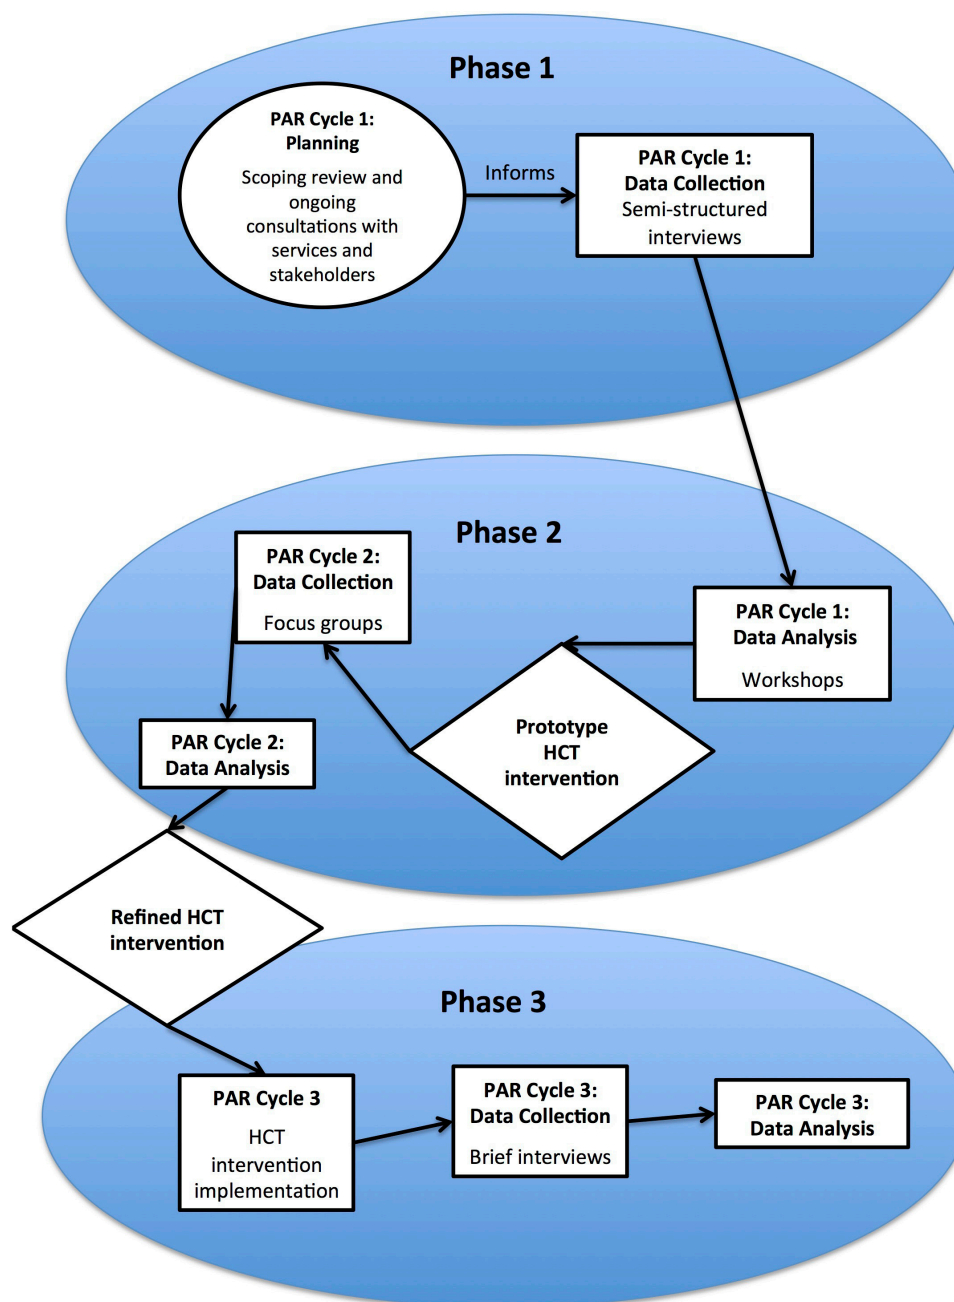 Phase 1
PAR Cycle 1:
Planning
Scoping review and
ongoing
consultations with
services and
stakeholders
Informs
PAR Cycle 1:
Data Collection
Semi-structured
interviews
Phase 2
PAR Cycle 2:
Data Collection
Focus groups
PAR Cycle 1:
Data Analysis
Workshops
Prototype
HCT
intervention
PAR Cycle 2:
Data Analysis
Refined HCT
intervention
Phase 3
PAR Cycle 3
HCT
intervention
implementation
PAR Cycle 3:
Data Collection
Brief interviews
PAR Cycle 3:
Data Analysis